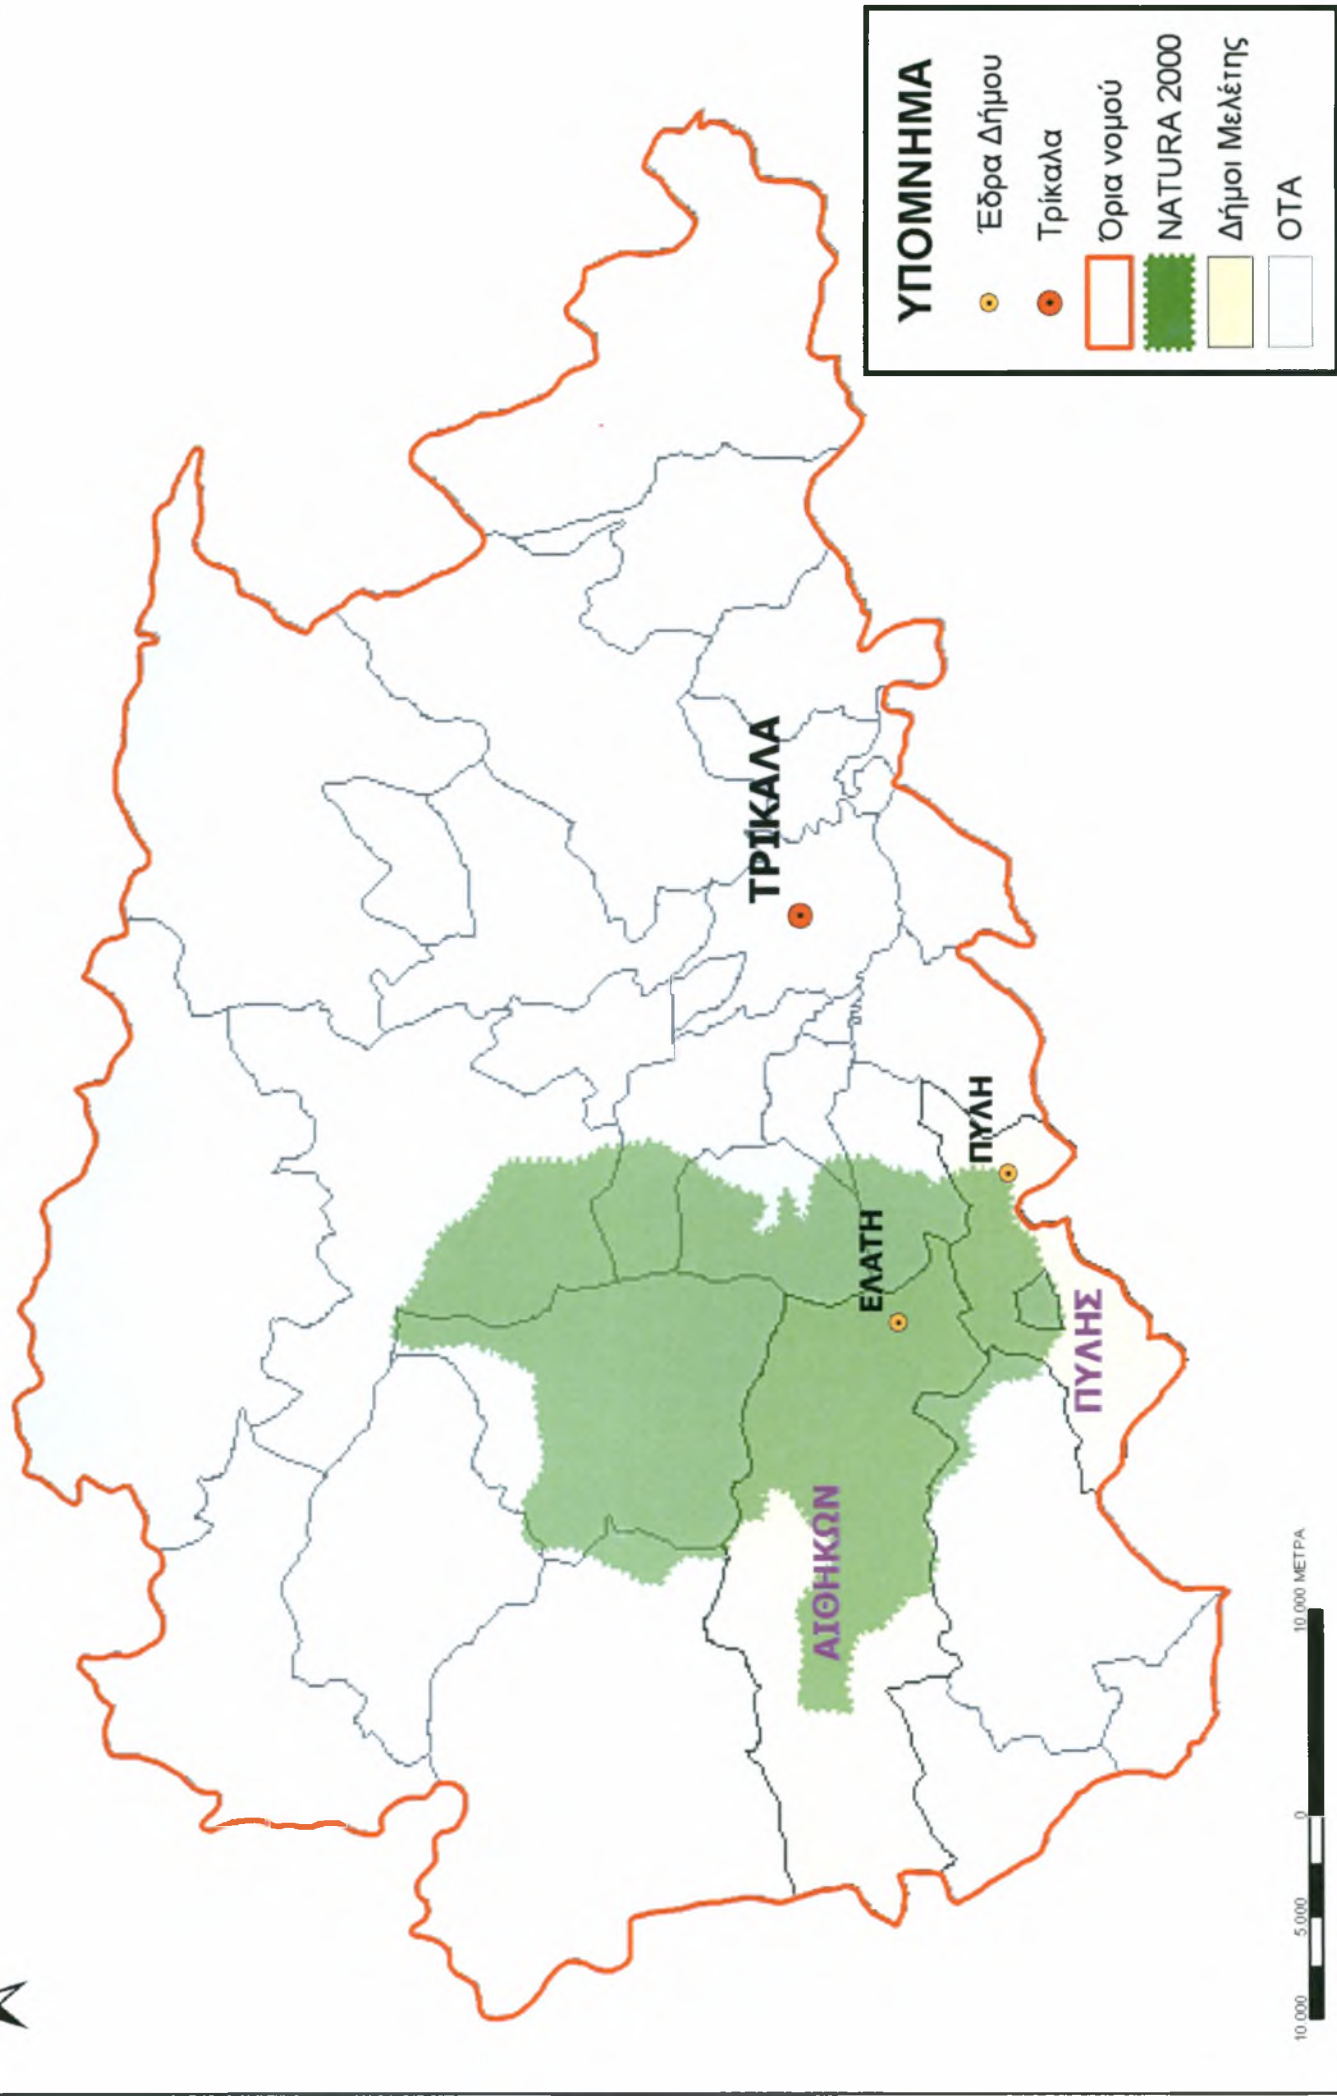 ΤΡΙΚΑΛΑ
ΕΛΑΤΗ
ΠΥΛΗ
ΑΙΘΗΚΩΝ
ΠΥΛΗΣ
ΥΠΟΜΝΗΜΑ
Έδρα Δήμου
Τρίκαλα
Όρια νομού
NATURA 2000
Δήμοι Μελέτης
ΟΤΑ
10 000 5 000 0 10 000 ΜΕΤΡΑ